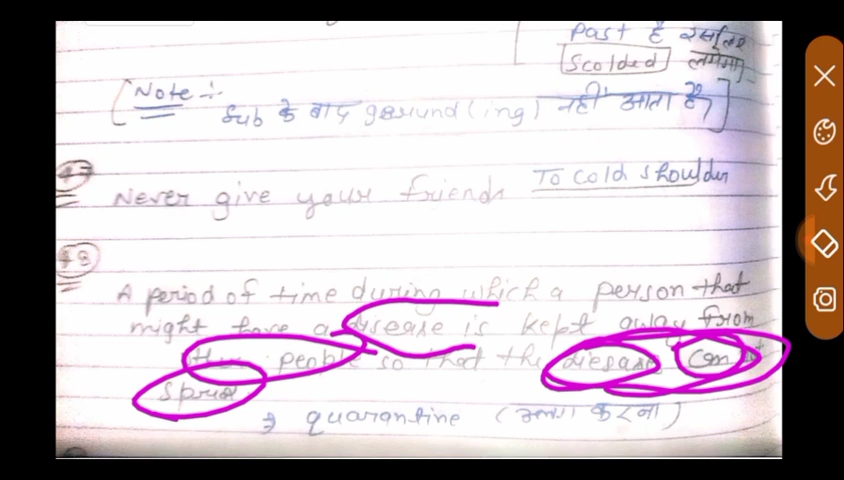 Past है इसलिए
Scolded लगेगा
Note :-
Sub के बाद gerund (ing) नहीं आता है
47
Never give your friends To cold shoulder
48
A period of time during which a person that
might have a disease is kept away from
other people so that the diesase can not
spread
→ quarantine (अलग करना)